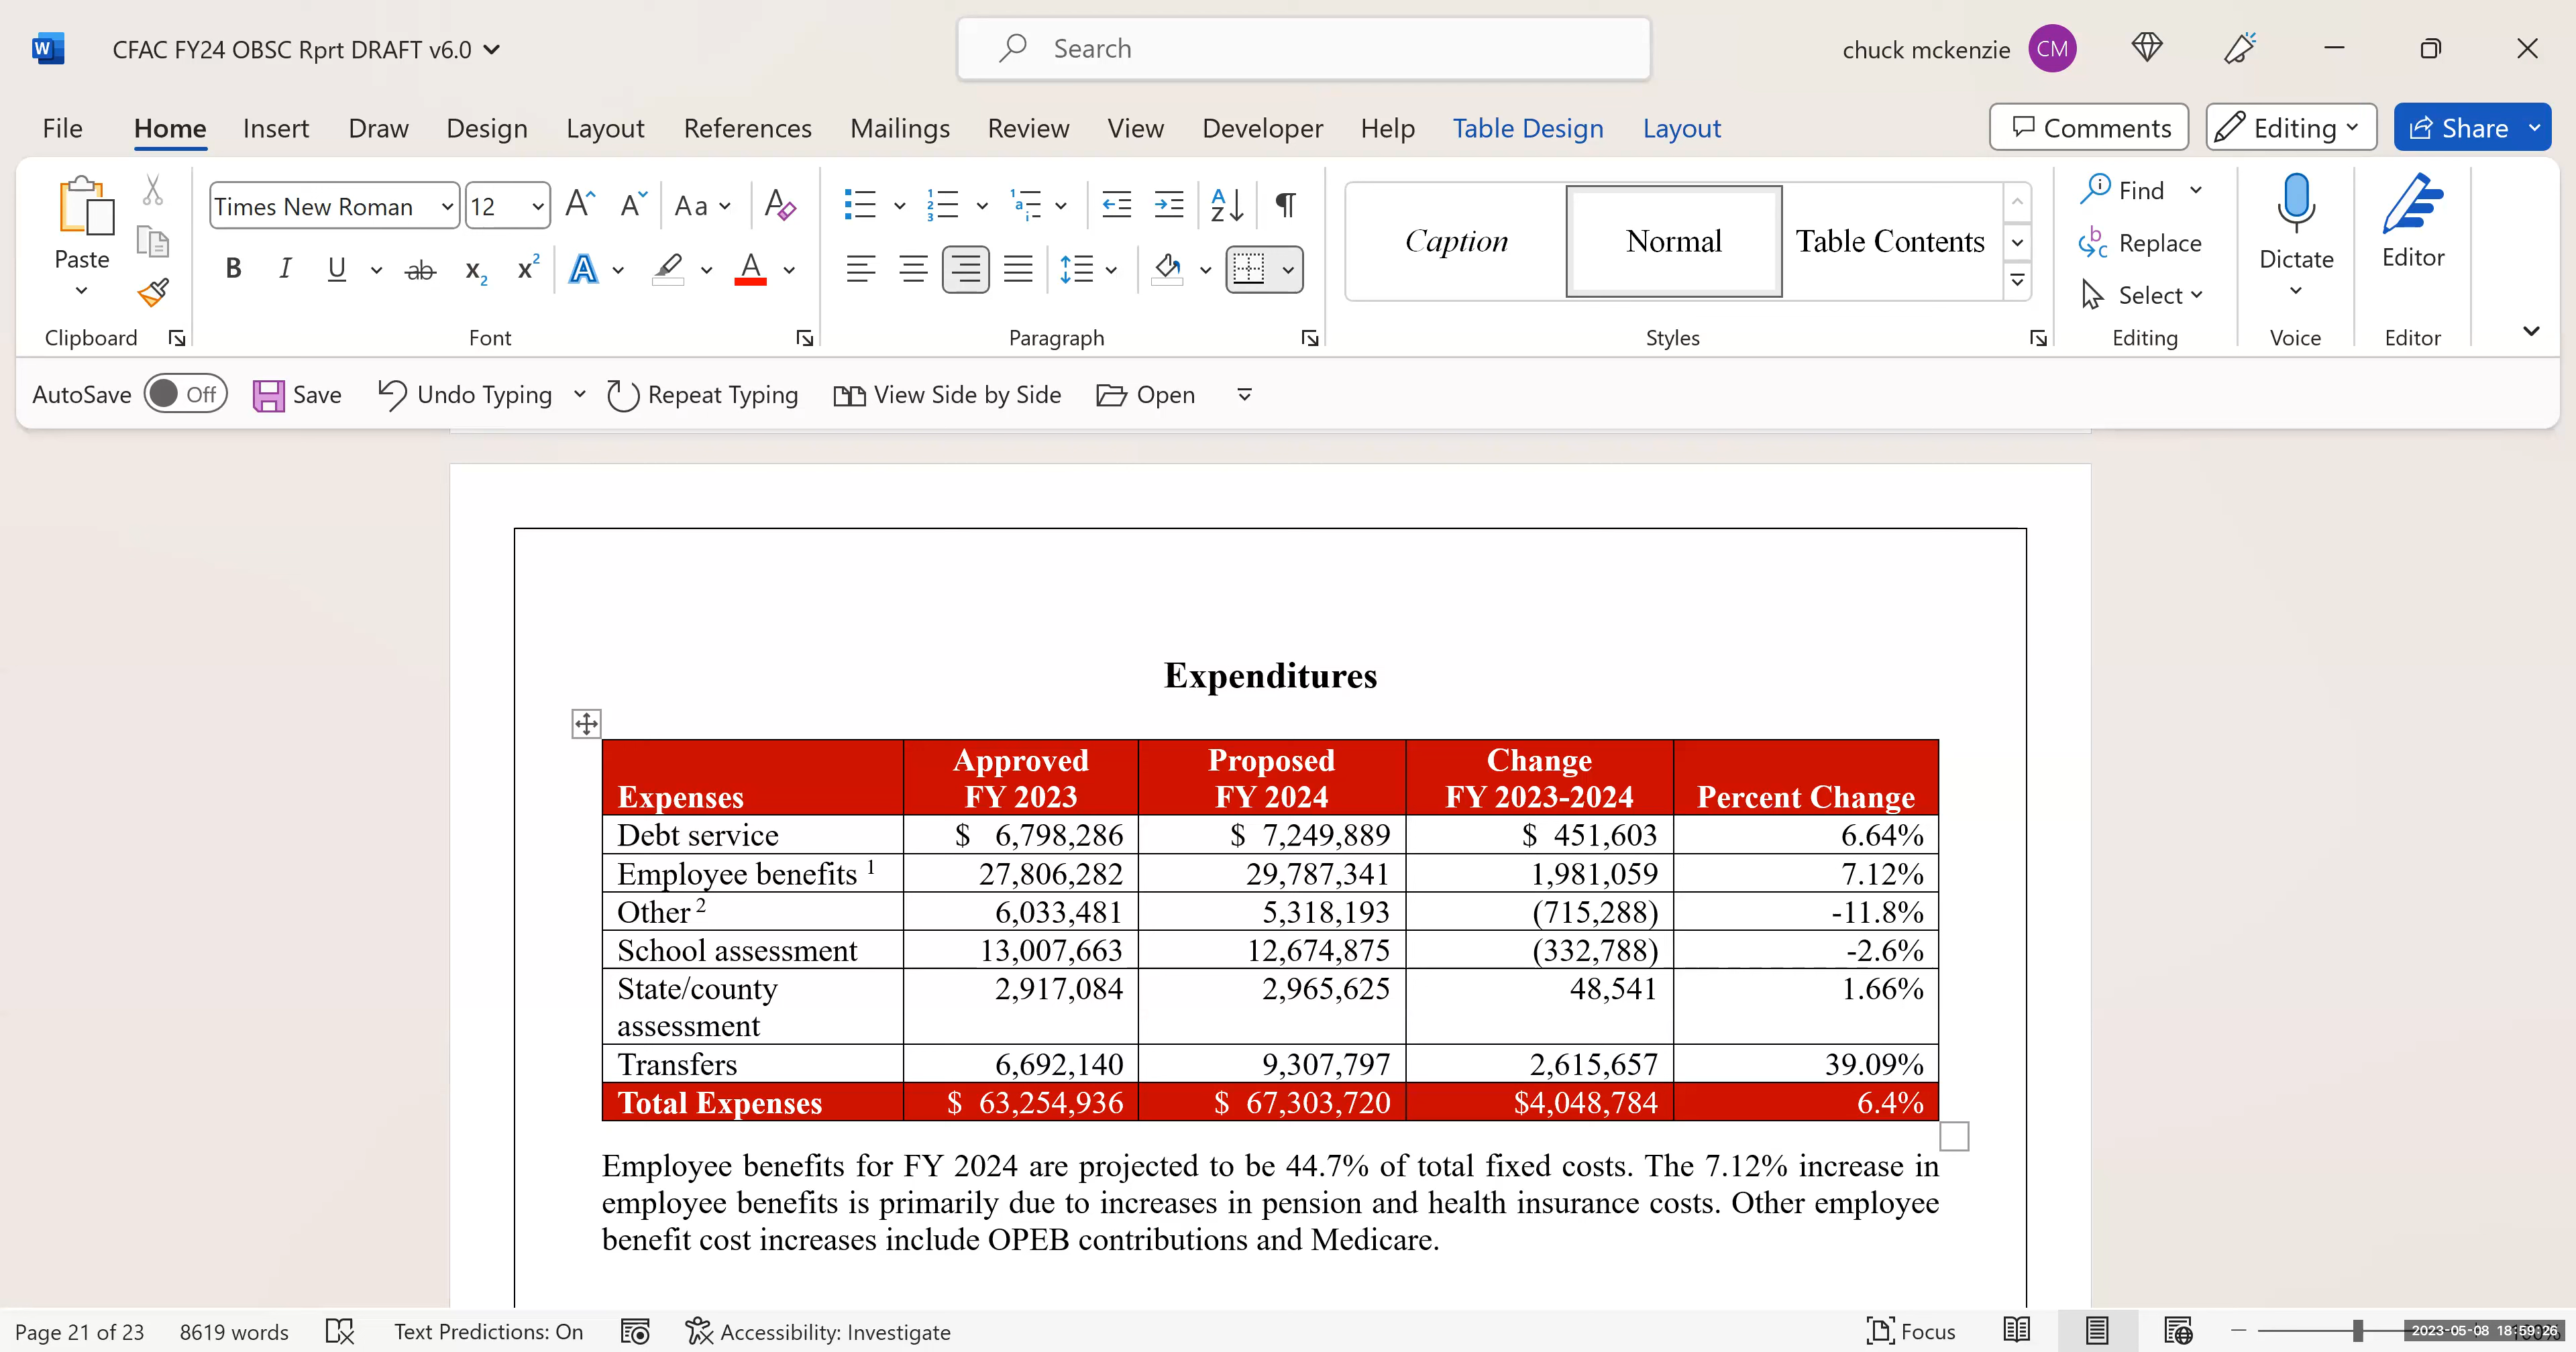 W CFAC FY24 OBSC Rprt DRAFT v6.0 Search chuck mckenzie CM
File Home Insert Draw Design Layout References Mailings Review View Developer Help Table Design Layout Comments Editing Share
Paste
Clipboard
Times New Roman 12 Aa
B I U ab x2 x2 A A
Font
Paragraph
Caption Normal Table Contents
Styles
Find
Replace
Select
Editing
Dictate
Voice
Editor
Editor
AutoSave Off Save Undo Typing Repeat Typing View Side by Side Open
Expenditures
Expenses Approved FY 2023 Proposed FY 2024 Change FY 2023-2024 Percent Change
Debt service $ 6,798,286 $ 7,249,889 $ 451,603 6.64%
Employee benefits 1 27,806,282 29,787,341 1,981,059 7.12%
Other 2 6,033,481 5,318,193 (715,288) -11.8%
School assessment 13,007,663 12,674,875 (332,788) -2.6%
State/county assessment 2,917,084 2,965,625 48,541 1.66%
Transfers 6,692,140 9,307,797 2,615,657 39.09%
Total Expenses $ 63,254,936 $ 67,303,720 $4,048,784 6.4%
Employee benefits for FY 2024 are projected to be 44.7% of total fixed costs. The 7.12% increase in
employee benefits is primarily due to increases in pension and health insurance costs. Other employee
benefit cost increases include OPEB contributions and Medicare.
Page 21 of 23 8619 words Text Predictions: On Accessibility: Investigate Focus 2023-05-08 18:59:26